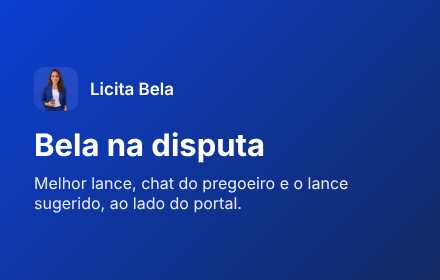 Licita Bela
Bela na disputa
Melhor lance, chat do pregoeiro e o lance
sugerido, ao lado do portal.